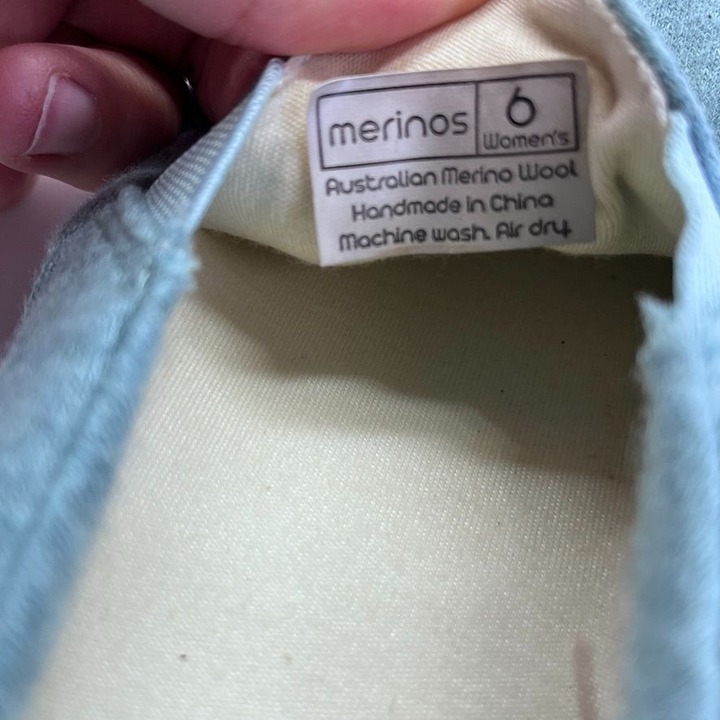 merinos 6
Women's
Australian Merino Wool
Handmade in China
Machine wash. Air dry.